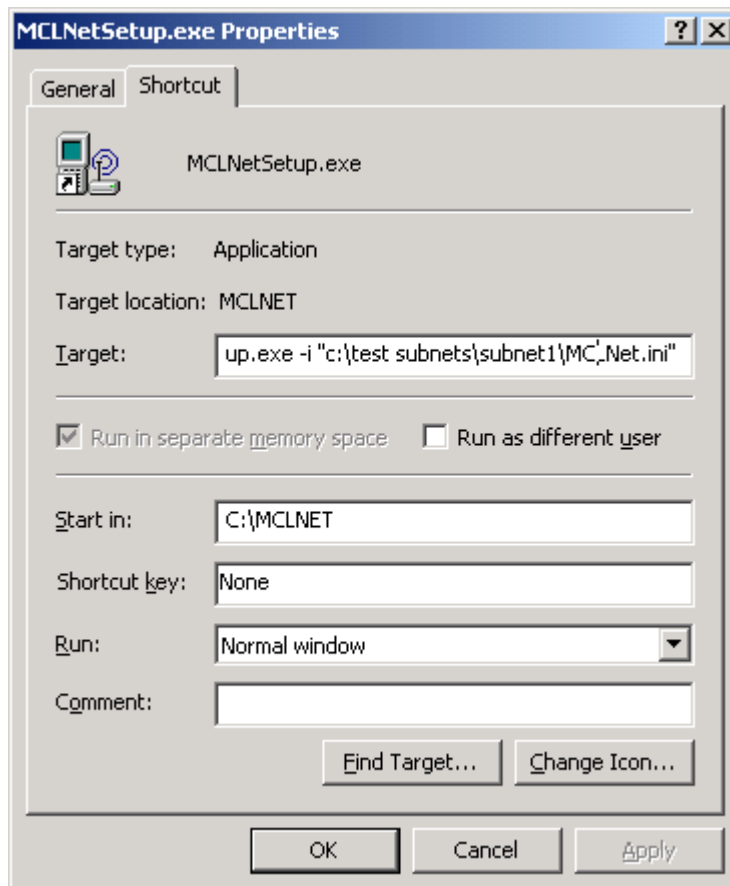 MCLNetSetup.exe Properties
General Shortcut
MCLNetSetup.exe
Target type: Application
Target location: MCLNET
Target: up.exe -i "c:\test subnets\subnet1\MCLNet.ini"
Run in separate memory space Run as different user
Start in: C:\MCLNET
Shortcut key: None
Run: Normal window
Comment:
Find Target... Change Icon...
OK Cancel Apply